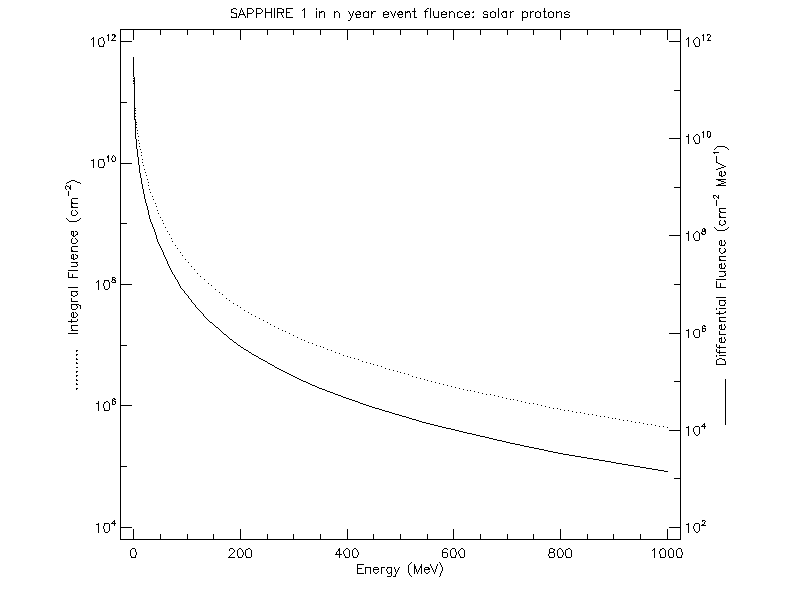 SAPPHIRE 1 in n year event fluence: solar protons
10¹²
10¹⁰
10⁸
10⁶
10⁴
Integral Fluence (cm⁻²)
10¹²
10¹⁰
10⁸
10⁶
10⁴
10²
Differential Fluence (cm⁻² MeV⁻¹)
0 200 400 600 800 1000
Energy (MeV)